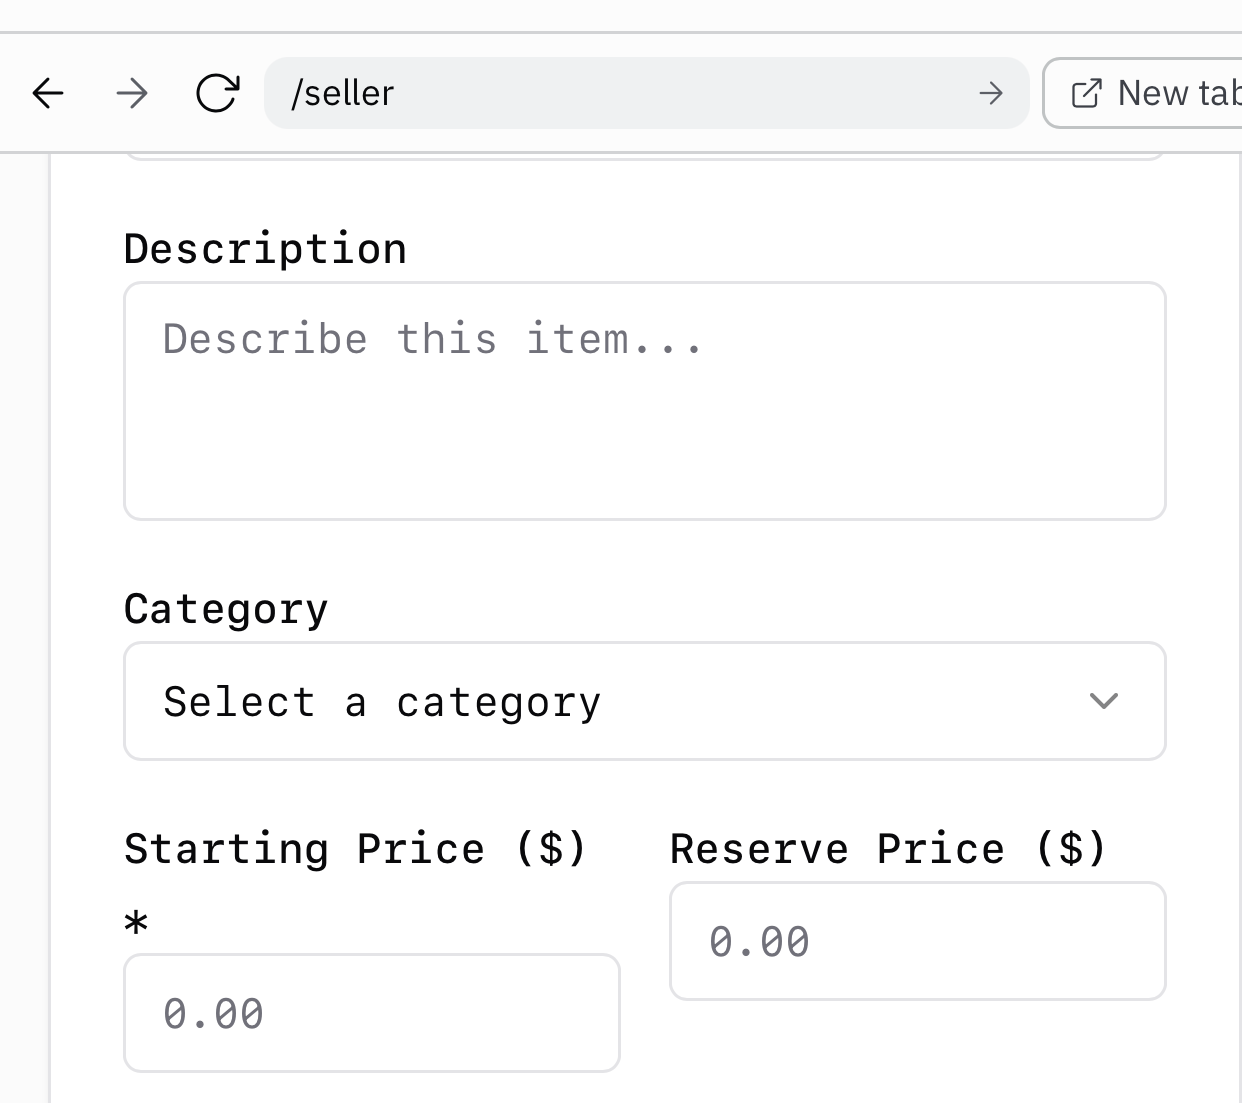 /seller
New tab
Description
Describe this item...
Category
Select a category
Starting Price ($)
*
Reserve Price ($)
0.00
0.00